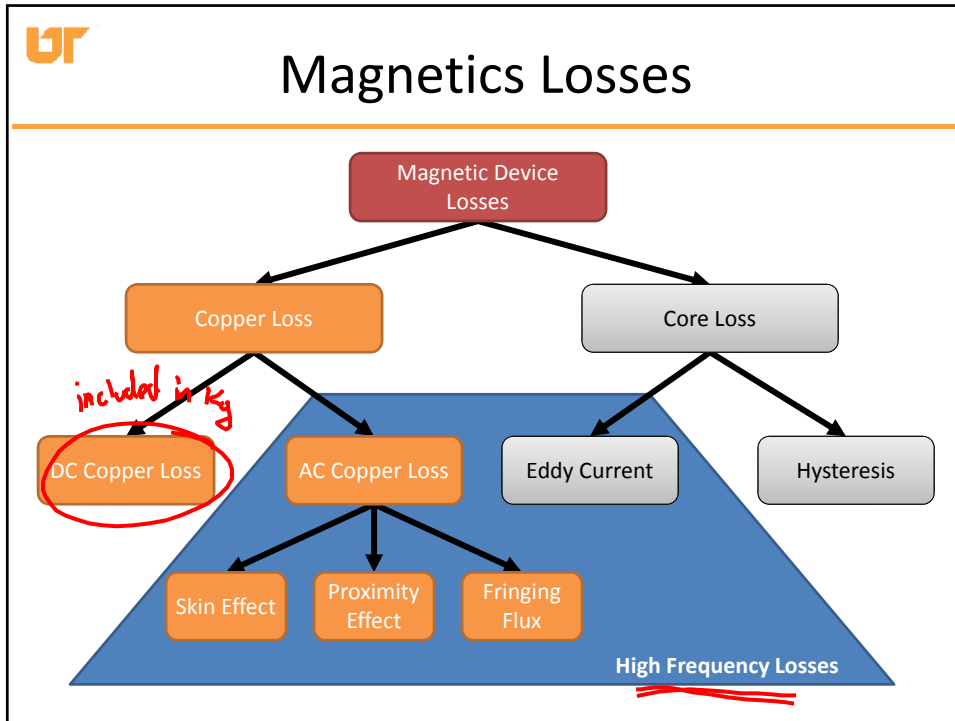 UT
Magnetics Losses
Magnetic Device
Losses
Copper Loss
Core Loss
included in Kg
DC Copper Loss
AC Copper Loss
Eddy Current
Hysteresis
Skin Effect
Proximity
Effect
Fringing
Flux
High Frequency Losses